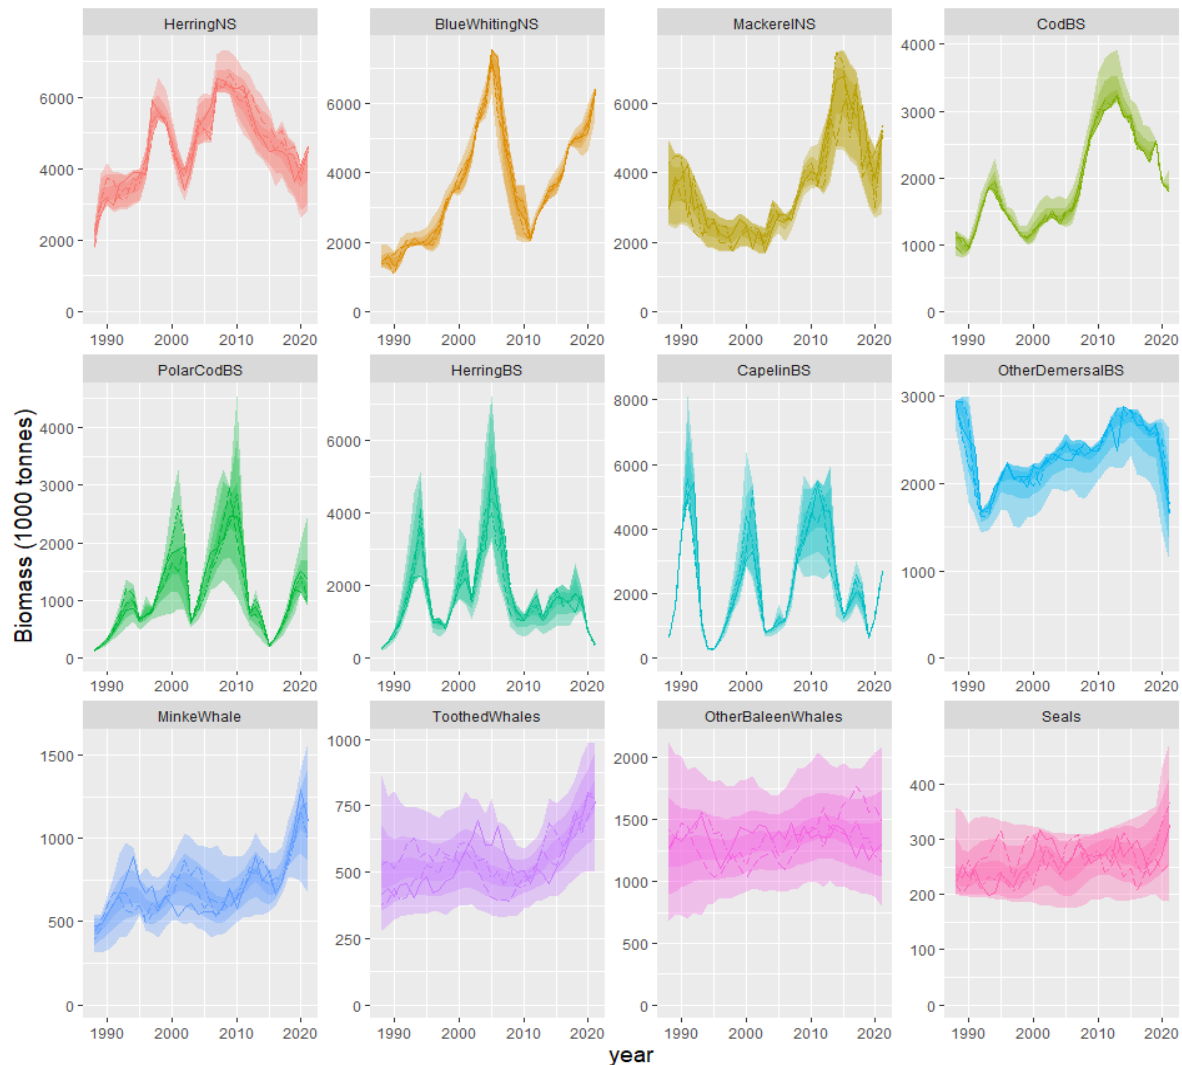 HerringNS BlueWhitingNS MackerelNS CodBS
6000 6000 6000 4000
4000 4000 4000 3000
2000 2000 2000 2000
0 0 0 1000
0
1990 2000 2010 2020 1990 2000 2010 2020 1990 2000 2010 2020 1990 2000 2010 2020
PolarCodBS HerringBS CapelinBS OtherDemersalBS
4000 6000 8000 3000
3000 4000 6000 2000
2000 2000 4000 1000
1000 0 2000 0
0 0
1990 2000 2010 2020 1990 2000 2010 2020 1990 2000 2010 2020 1990 2000 2010 2020
MinkeWhale ToothedWhales OtherBaleenWhales Seals
1500 1000 2000 400
1000 750 1500 300
500 500 1000 200
0 250 500 100
0 0 0
1990 2000 2010 2020 1990 2000 2010 2020 1990 2000 2010 2020 1990 2000 2010 2020
Biomass (1000 tonnes)
year